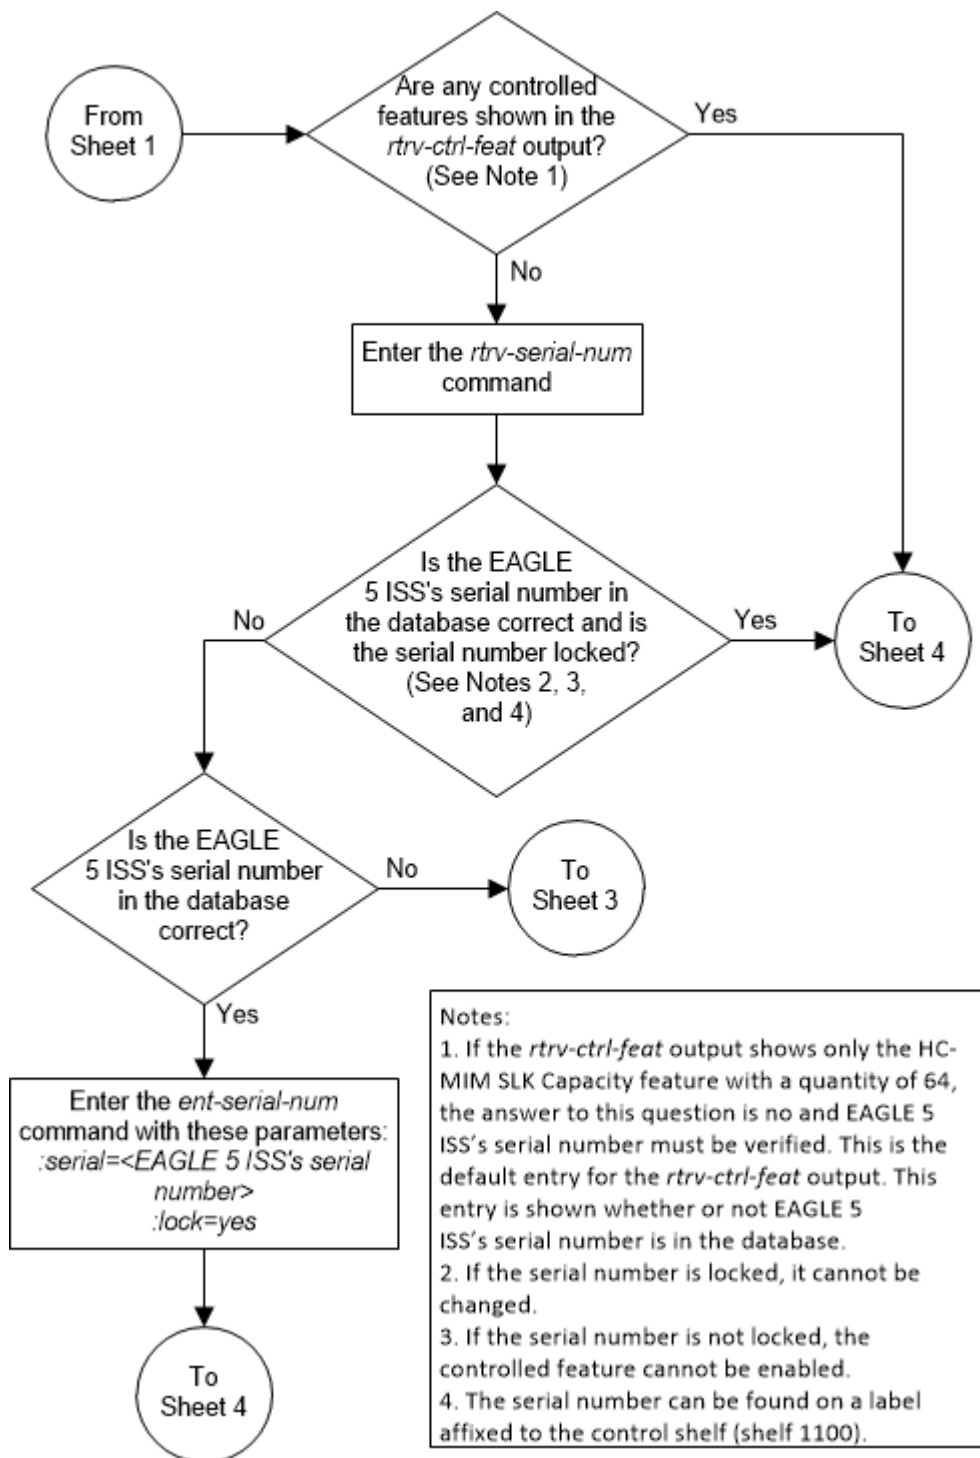 From
Sheet 1
Are any controlled
features shown in the
rtrv-ctrl-feat output?
(See Note 1)
Yes
No
Enter the rtrv-serial-num
command
Is the EAGLE
5 ISS's serial number in
the database correct and is
the serial number locked?
(See Notes 2, 3,
and 4)
No
Yes
To
Sheet 4
Is the EAGLE
5 ISS's serial number
in the database
correct?
No
To
Sheet 3
Yes
Enter the ent-serial-num
command with these parameters:
:serial=<EAGLE 5 ISS's serial
number>
:lock=yes
To
Sheet 4
Notes:
1. If the rtrv-ctrl-feat output shows only the HC-
MIM SLK Capacity feature with a quantity of 64,
the answer to this question is no and EAGLE 5
ISS's serial number must be verified. This is the
default entry for the rtrv-ctrl-feat output. This
entry is shown whether or not EAGLE 5
ISS's serial number is in the database.
2. If the serial number is locked, it cannot be
changed.
3. If the serial number is not locked, the
controlled feature cannot be enabled.
4. The serial number can be found on a label
affixed to the control shelf (shelf 1100).